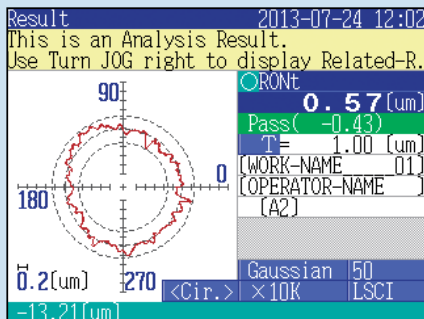 Result 2013-07-24 12:02
This is an Analysis Result.
Use Turn JOG right to display Related-R.
○RONt
0.57[um]
Pass( -0.43)
T= 1.00 [um]
[WORK-NAME____01]
[OPERATOR-NAME ]
[A2]
90
0
180
270
0.2[um]
Gaussian 50
<Cir.> ×10K LSCI
-13.21[um]